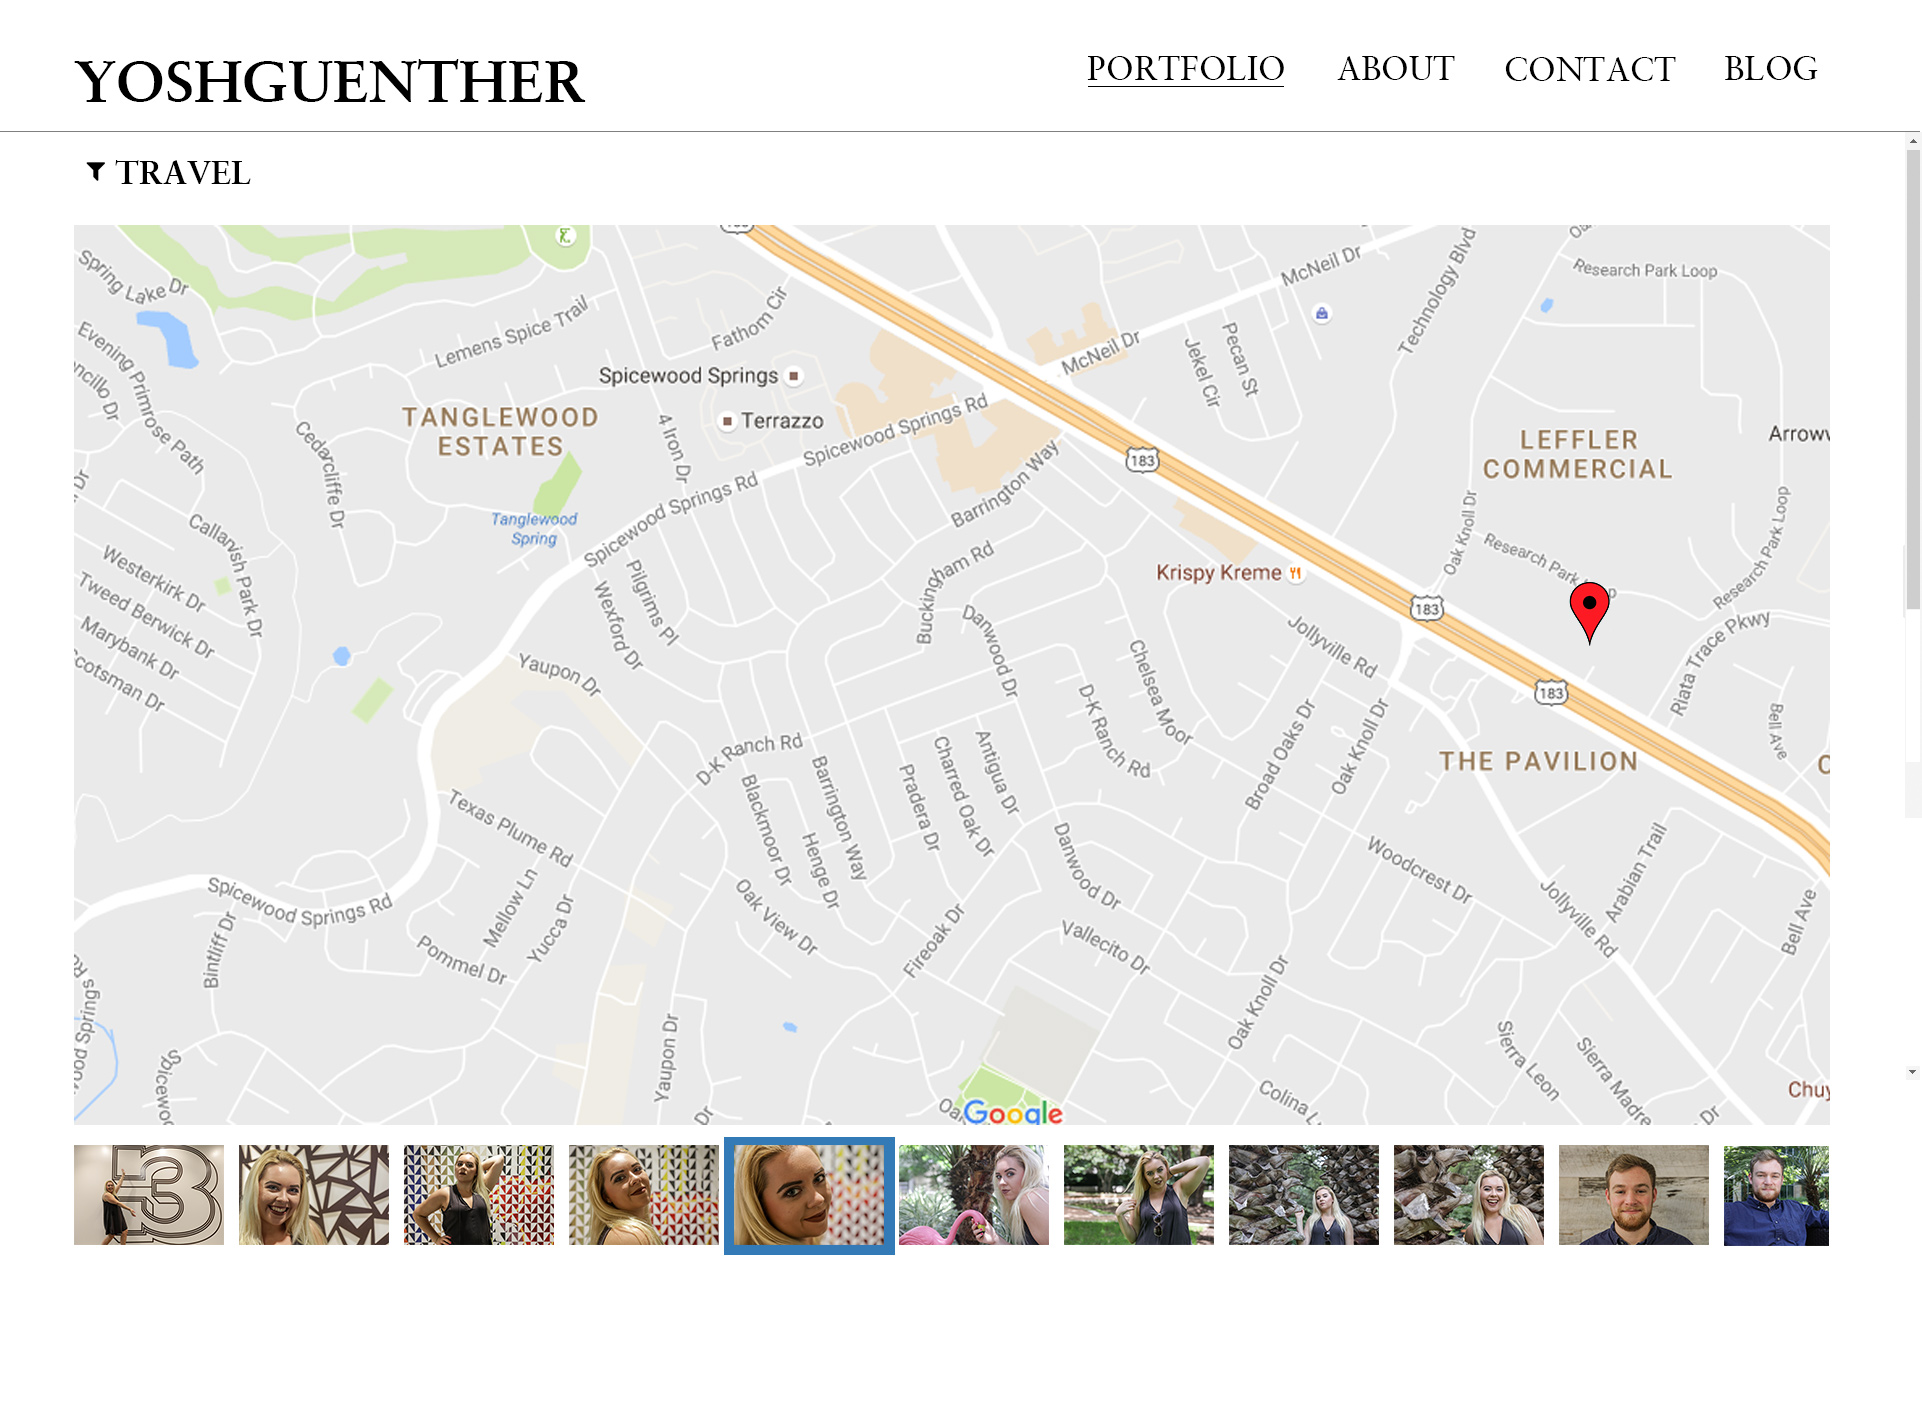 YOSHGUENTHER
PORTFOLIO
ABOUT
CONTACT
BLOG
TRAVEL
Spring Lake Dr
Evening Primrose Path
Lemens Spice Trail
Fathom Cir
McNeil Dr
Technology Blvd
Research Park Loop
McNeil Dr
Jekel Cir
Pecan St
Spicewood Springs
Terrazzo
TANGLEWOOD
ESTATES
4 Iron Dr
Spicewood Springs Rd
Cedarcliffe Dr
Spicewood Springs Rd
Barrington Way
183
LEFFLER
COMMERCIAL
Tanglewood
Spring
Callanish Park Dr
Westerkirk Dr
Tweed Berwick Dr
Marybank Dr
Wexford Dr
Pilgrims Pl
Buckingham Rd
Danwood Dr
Krispy Kreme
Oak Knoll Dr
Research Park
Research Park Loop
183
Jollyville Rd
Riata Trace Pkwy
Yaupon Dr
Chelsea Moor
D-K Ranch Rd
183
Bell Ave
Broad Oaks Dr
Oak Knoll Dr
THE PAVILION
D-K Ranch Rd
Blackmoor Dr
Barrington Way
Henge Dr
Pradera Dr
Charred Oak Dr
Antigua Dr
Texas Plume Rd
Mellow Ln
Yucca Dr
Pommel Dr
Spicewood Springs Rd
Bintliff Dr
Oak View Dr
Fireoak Dr
Danwood Dr
Vallecito Dr
Woodcrest Dr
Jollyville Rd
Arabian Trail
Bell Ave
Oak Knoll Dr
Yaupon Dr
Sierra Leon
Sierra Madre
Google
3